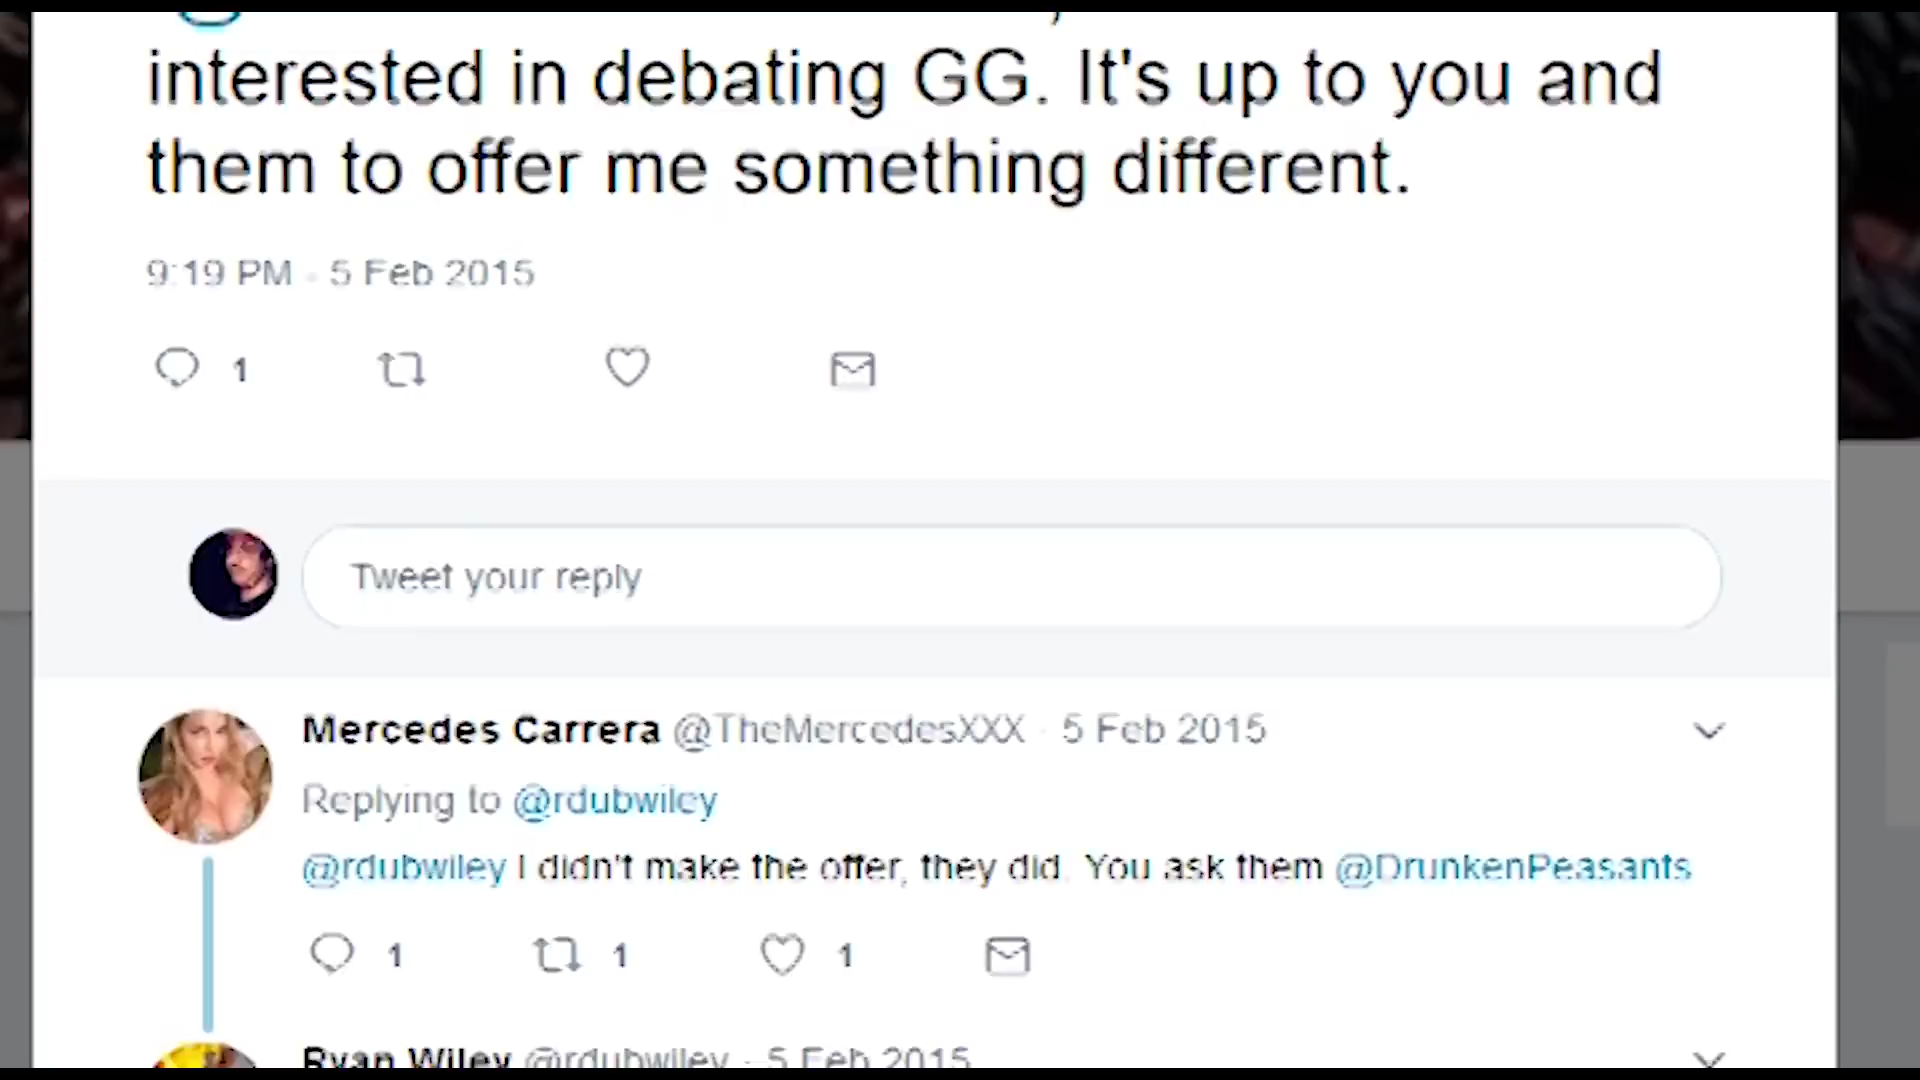 interested in debating GG. It's up to you and
them to offer me something different.
9:19 PM - 5 Feb 2015
1
Tweet your reply
Mercedes Carrera @TheMercedesXXX · 5 Feb 2015
Replying to @rdubwiley
@rdubwiley I didn't make the offer, they did. You ask them @DrunkenPeasants
1 1 1
Ryan Wiley @rdubwiley · 5 Feb 2015